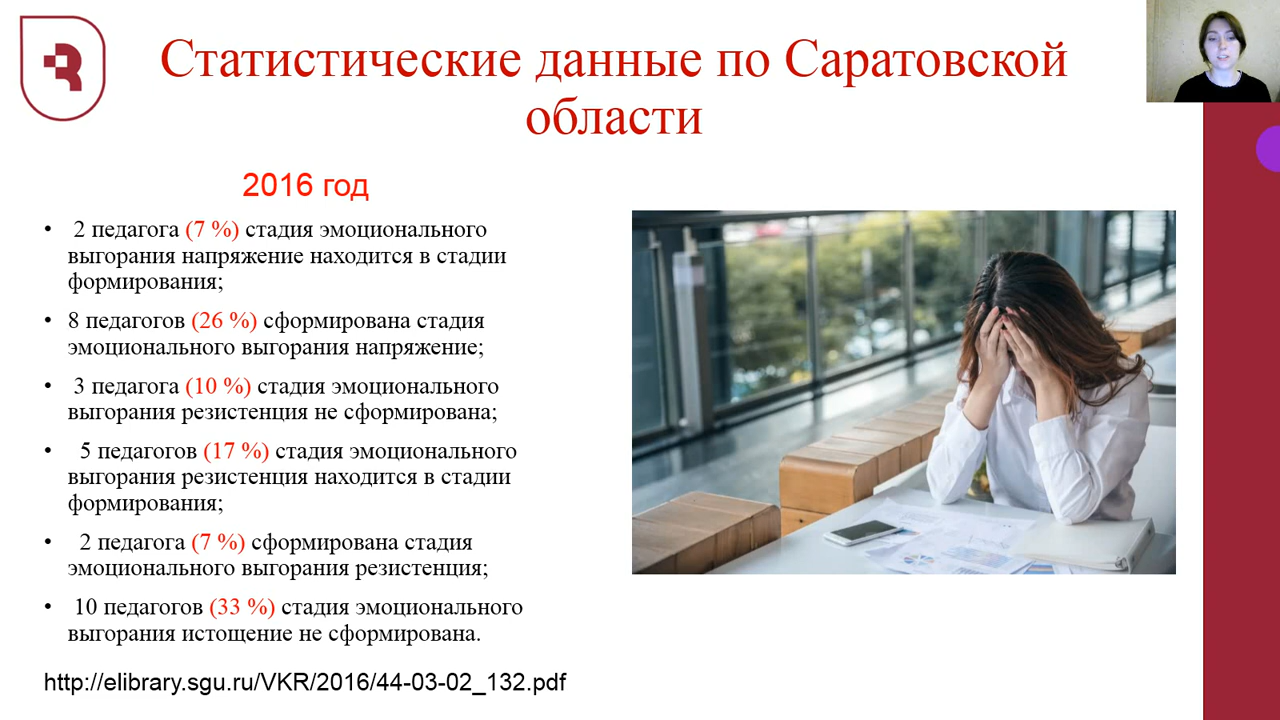 Статистические данные по Саратовской
области
2016 год
• 2 педагога (7 %) стадия эмоционального
выгорания напряжение находится в стадии
формирования;
• 8 педагогов (26 %) сформирована стадия
эмоционального выгорания напряжение;
• 3 педагога (10 %) стадия эмоционального
выгорания резистенция не сформирована;
• 5 педагогов (17 %) стадия эмоционального
выгорания резистенция находится в стадии
формирования;
• 2 педагога (7 %) сформирована стадия
эмоционального выгорания резистенция;
• 10 педагогов (33 %) стадия эмоционального
выгорания истощение не сформирована.
http://elibrary.sgu.ru/VKR/2016/44-03-02_132.pdf